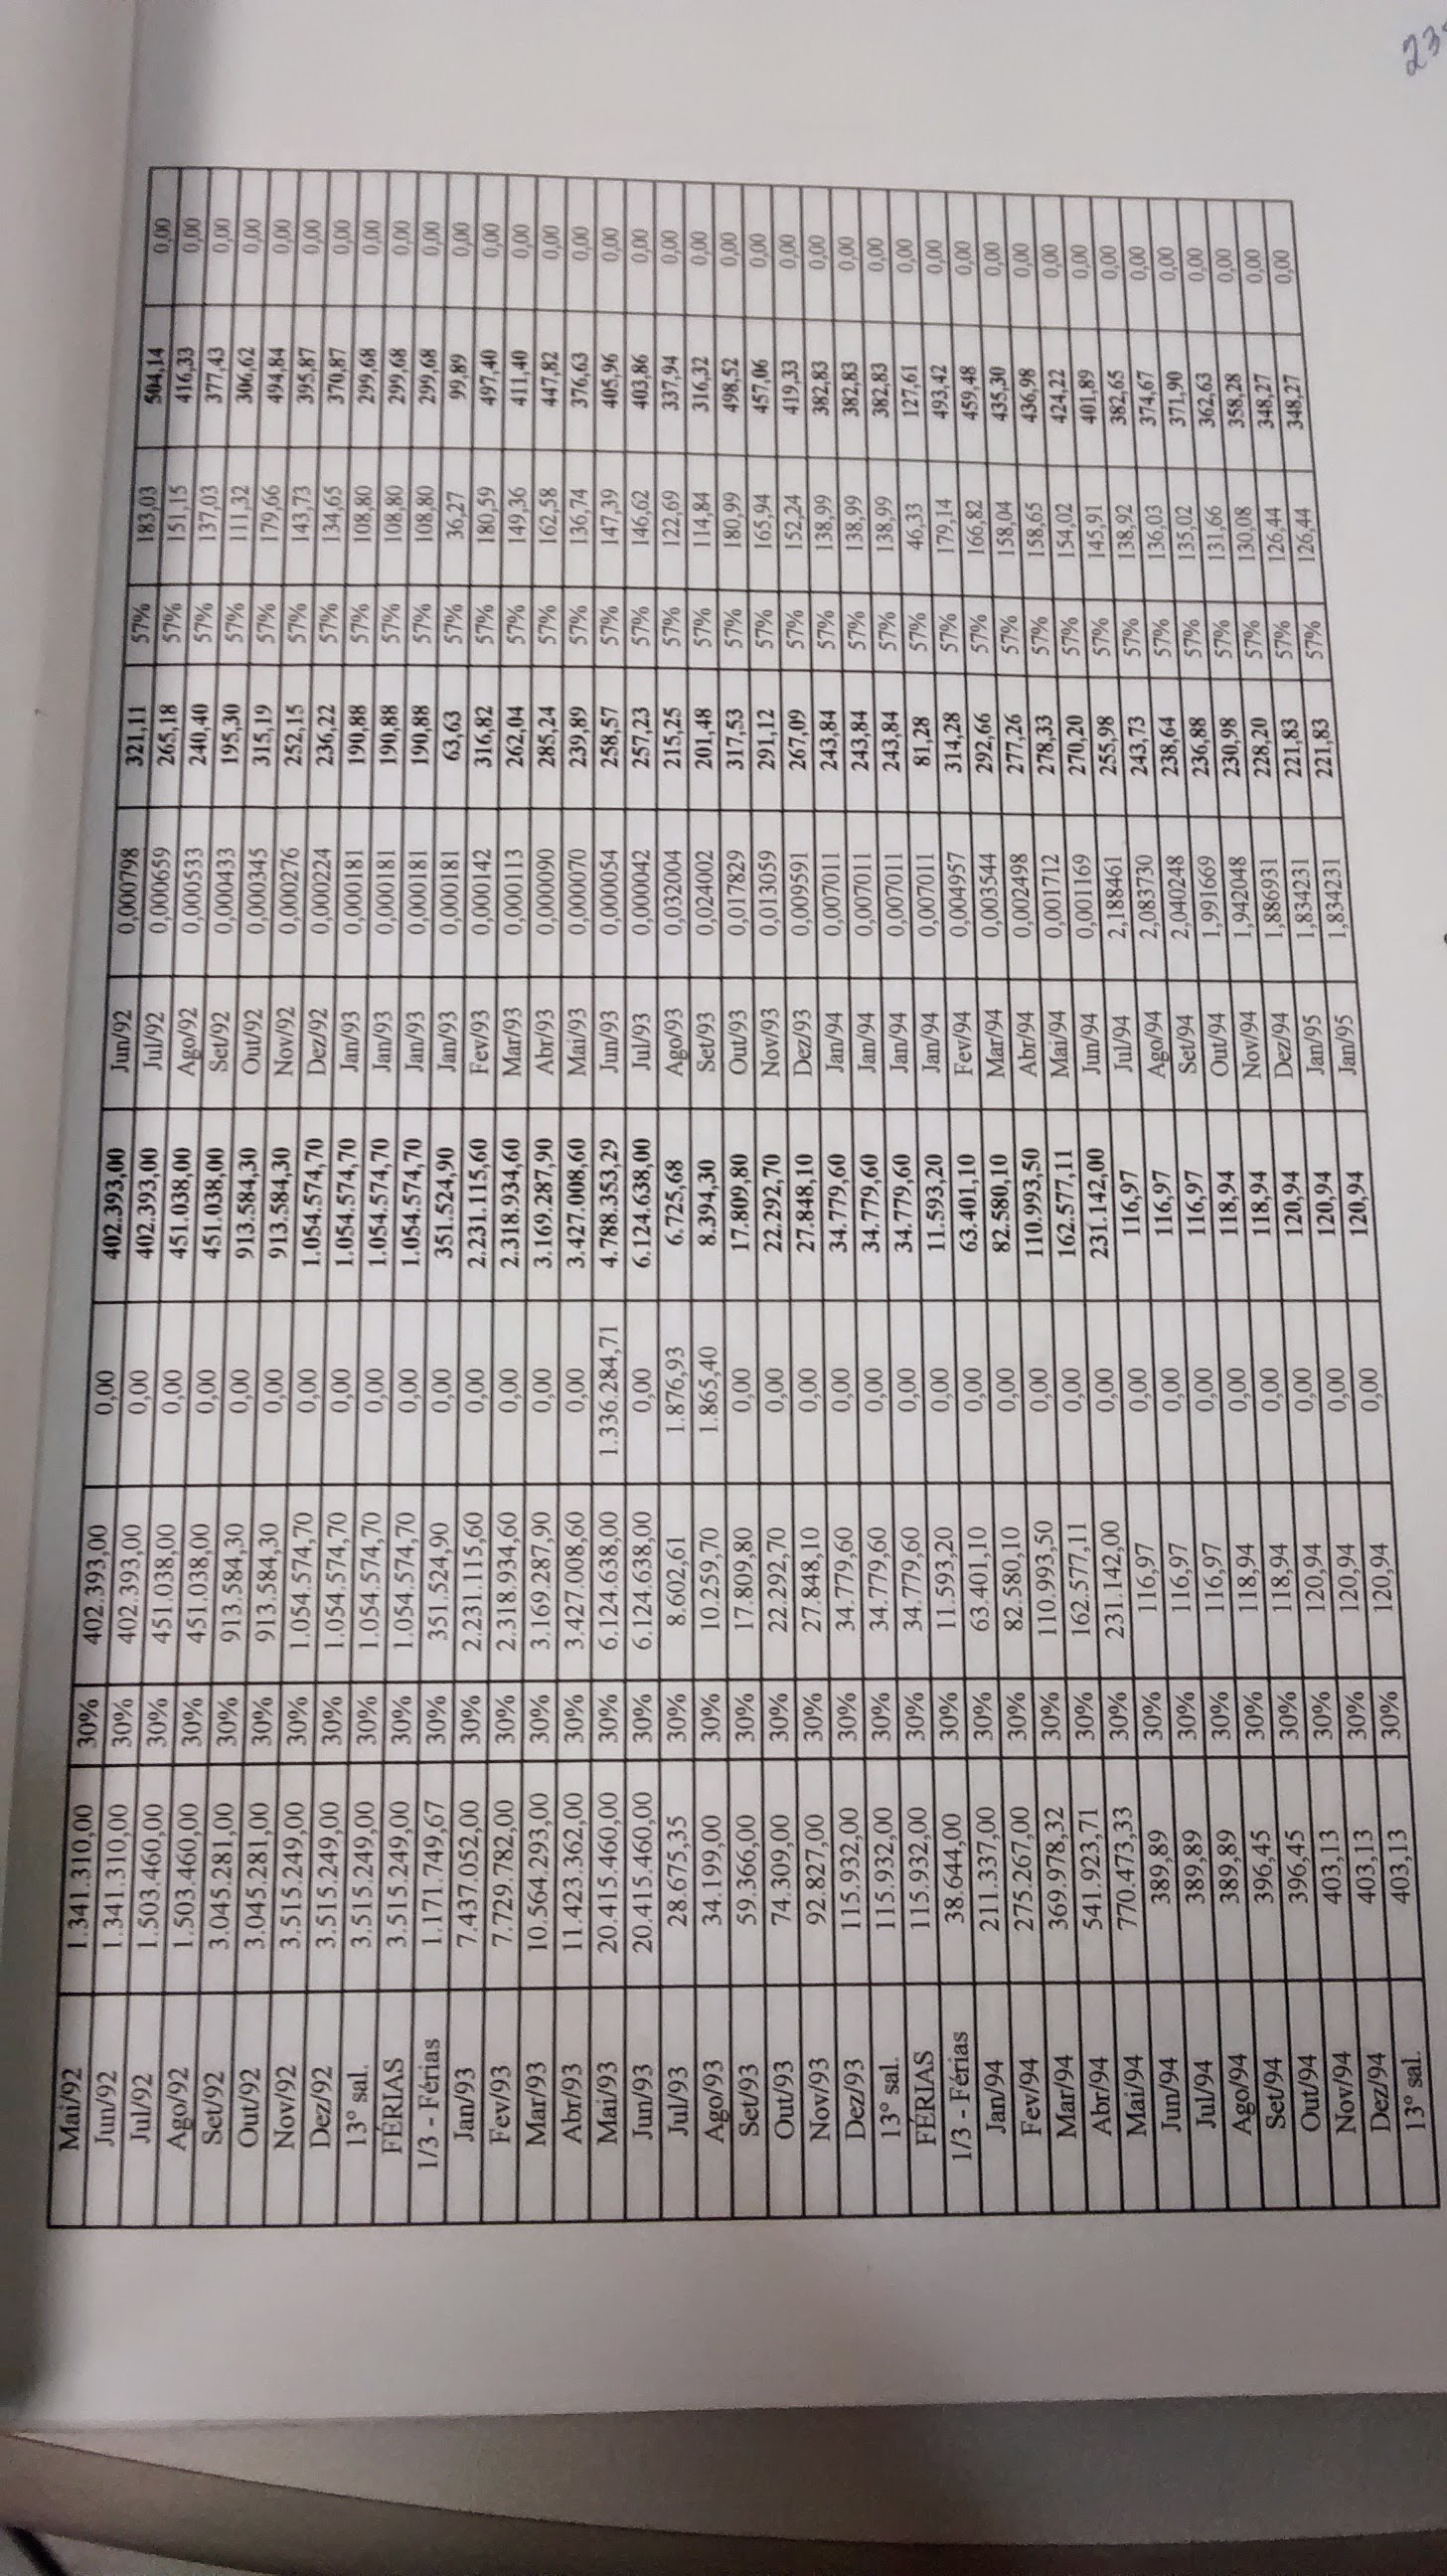 Mai/92 1.341.310,00 30% 402.393,00 0,00 402.393,00 Jun/92 0,000798 321,11 57% 183,03 504,14 0,00
Jun/92 1.341.310,00 30% 402.393,00 0,00 402.393,00 Jul/92 0,000659 265,18 57% 151,15 416,33 0,00
Jul/92 1.503.460,00 30% 451.038,00 0,00 451.038,00 Ago/92 0,000533 240,40 57% 137,03 377,43 0,00
Ago/92 1.503.460,00 30% 451.038,00 0,00 451.038,00 Set/92 0,000433 195,30 57% 111,32 306,62 0,00
Set/92 3.045.281,00 30% 913.584,30 0,00 913.584,30 Out/92 0,000345 315,19 57% 179,66 494,84 0,00
Out/92 3.045.281,00 30% 913.584,30 0,00 913.584,30 Nov/92 0,000276 252,15 57% 143,73 395,87 0,00
Nov/92 3.515.249,00 30% 1.054.574,70 0,00 1.054.574,70 Dez/92 0,000224 236,22 57% 134,65 370,87 0,00
Dez/92 3.515.249,00 30% 1.054.574,70 0,00 1.054.574,70 Jan/93 0,000181 190,88 57% 108,80 299,68 0,00
13º sal. 3.515.249,00 30% 1.054.574,70 0,00 1.054.574,70 Jan/93 0,000181 190,88 57% 108,80 299,68 0,00
FÉRIAS 3.515.249,00 30% 1.054.574,70 0,00 1.054.574,70 Jan/93 0,000181 190,88 57% 108,80 299,68 0,00
1/3 - Férias 1.171.749,67 30% 351.524,90 0,00 351.524,90 Jan/93 0,000181 63,63 57% 36,27 99,89 0,00
Jan/93 7.437.052,00 30% 2.231.115,60 0,00 2.231.115,60 Fev/93 0,000142 316,82 57% 180,59 497,40 0,00
Fev/93 7.729.782,00 30% 2.318.934,60 0,00 2.318.934,60 Mar/93 0,000113 262,04 57% 149,36 411,40 0,00
Mar/93 10.564.293,00 30% 3.169.287,90 0,00 3.169.287,90 Abr/93 0,000090 285,24 57% 162,58 447,82 0,00
Abr/93 11.423.362,00 30% 3.427.008,60 0,00 3.427.008,60 Mai/93 0,000070 239,89 57% 136,74 376,63 0,00
Mai/93 20.415.460,00 30% 6.124.638,00 1.336.284,71 4.788.353,29 Jun/93 0,000054 258,57 57% 147,39 405,96 0,00
Jun/93 20.415.460,00 30% 6.124.638,00 0,00 6.124.638,00 Jul/93 0,000042 257,23 57% 146,62 403,86 0,00
Jul/93 28.675,35 30% 8.602,61 1.876,93 6.725,68 Ago/93 0,032004 215,25 57% 122,69 337,94 0,00
Ago/93 34.199,00 30% 10.259,70 1.865,40 8.394,30 Set/93 0,024002 201,48 57% 114,84 316,32 0,00
Set/93 59.366,00 30% 17.809,80 0,00 17.809,80 Out/93 0,017829 317,53 57% 180,99 498,52 0,00
Out/93 74.309,00 30% 22.292,70 0,00 22.292,70 Nov/93 0,013059 291,12 57% 165,94 457,06 0,00
Nov/93 92.827,00 30% 27.848,10 0,00 27.848,10 Dez/93 0,009591 267,09 57% 152,24 419,33 0,00
Dez/93 115.932,00 30% 34.779,60 0,00 34.779,60 Jan/94 0,007011 243,84 57% 138,99 382,83 0,00
13º sal. 115.932,00 30% 34.779,60 0,00 34.779,60 Jan/94 0,007011 243,84 57% 138,99 382,83 0,00
FÉRIAS 115.932,00 30% 34.779,60 0,00 34.779,60 Jan/94 0,007011 243,84 57% 138,99 382,83 0,00
1/3 - Férias 38.644,00 30% 11.593,20 0,00 11.593,20 Jan/94 0,007011 81,28 57% 46,33 127,61 0,00
Jan/94 211.337,00 30% 63.401,10 0,00 63.401,10 Fev/94 0,004957 314,28 57% 179,14 493,42 0,00
Fev/94 275.267,00 30% 82.580,10 0,00 82.580,10 Mar/94 0,003544 292,66 57% 166,82 459,48 0,00
Mar/94 369.978,32 30% 110.993,50 0,00 110.993,50 Abr/94 0,002498 277,26 57% 158,04 435,30 0,00
Abr/94 541.923,71 30% 162.577,11 0,00 162.577,11 Mai/94 0,001712 278,33 57% 158,65 436,98 0,00
Mai/94 770.473,33 30% 231.142,00 0,00 231.142,00 Jun/94 0,001169 270,20 57% 154,02 424,22 0,00
Jun/94 389,89 30% 116,97 0,00 116,97 Jul/94 2,188461 255,98 57% 145,91 401,89 0,00
Jul/94 389,89 30% 116,97 0,00 116,97 Ago/94 2,083730 243,73 57% 138,92 382,65 0,00
Ago/94 389,89 30% 116,97 0,00 116,97 Set/94 2,040248 238,64 57% 136,03 374,67 0,00
Set/94 396,45 30% 118,94 0,00 118,94 Out/94 1,991669 236,88 57% 135,02 371,90 0,00
Out/94 396,45 30% 118,94 0,00 118,94 Nov/94 1,942048 230,98 57% 131,66 362,63 0,00
Nov/94 403,13 30% 120,94 0,00 120,94 Dez/94 1,886931 228,20 57% 130,08 358,28 0,00
Dez/94 403,13 30% 120,94 0,00 120,94 Jan/95 1,834231 221,83 57% 126,44 348,27 0,00
13º sal. 403,13 30% 120,94 0,00 120,94 Jan/95 1,834231 221,83 57% 126,44 348,27 0,00